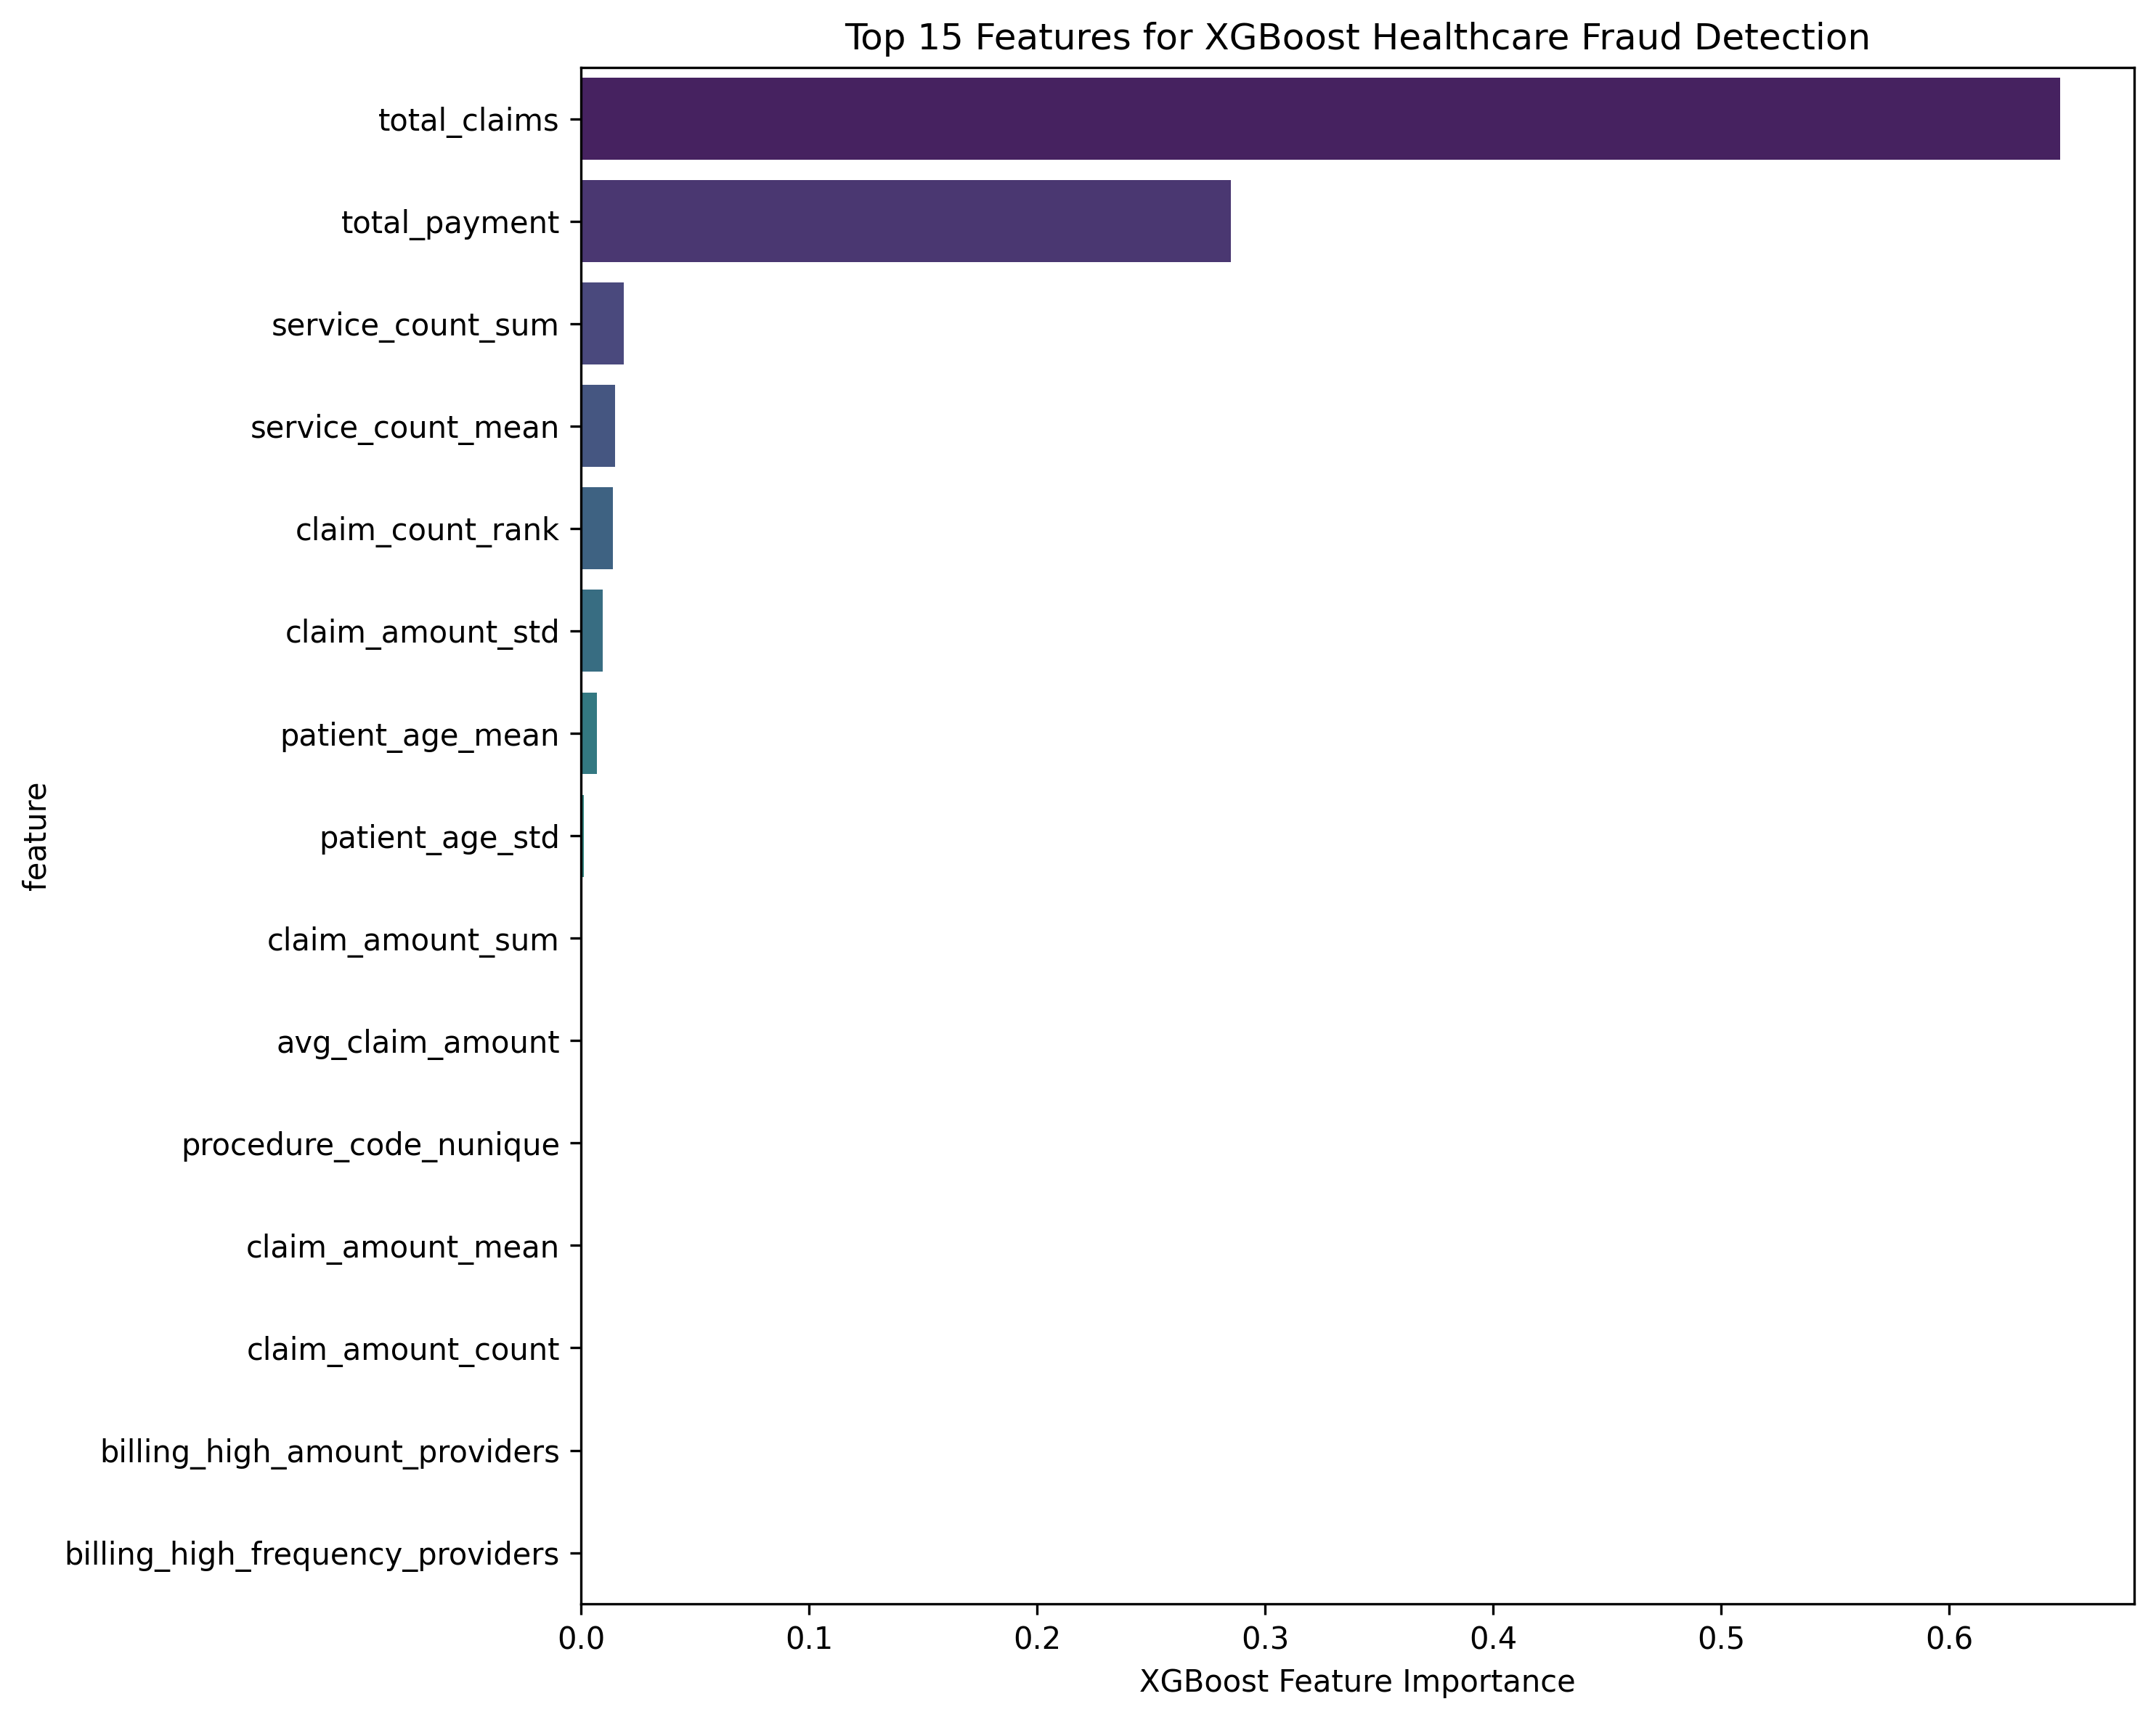 Top 15 Features for XGBoost Healthcare Fraud Detection
total_claims
total_payment
service_count_sum
service_count_mean
claim_count_rank
claim_amount_std
patient_age_mean
patient_age_std
claim_amount_sum
avg_claim_amount
procedure_code_nunique
claim_amount_mean
claim_amount_count
billing_high_amount_providers
billing_high_frequency_providers
feature
0.0 0.1 0.2 0.3 0.4 0.5 0.6
XGBoost Feature Importance